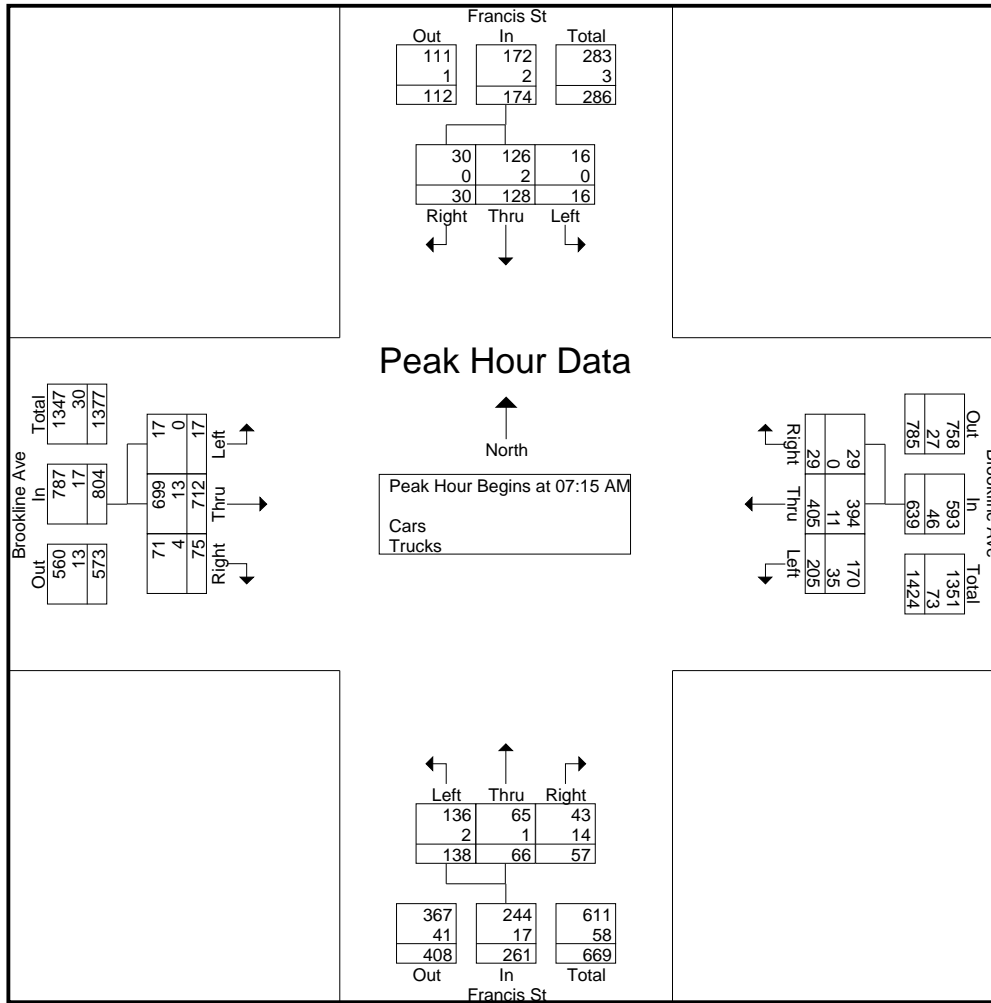 Francis St
Out In Total
111 172 283
1 2 3
112 174 286
30 126 16
0 2 0
30 128 16
Right Thru Left
Peak Hour Data
North
Peak Hour Begins at 07:15 AM
Cars
Trucks
Brookline Ave
Total In Out
1347 787 560
30 17 13
1377 804 573
17 699 71
0 13 4
17 712 75
Left Thru Right
Brookline Ave
Out In Total
758 593 1351
27 46 73
785 639 1424
29 394 170
0 11 35
29 405 205
Right Thru Left
Left Thru Right
136 65 43
2 1 14
138 66 57
367 244 611
41 17 58
408 261 669
Out In Total
Francis St